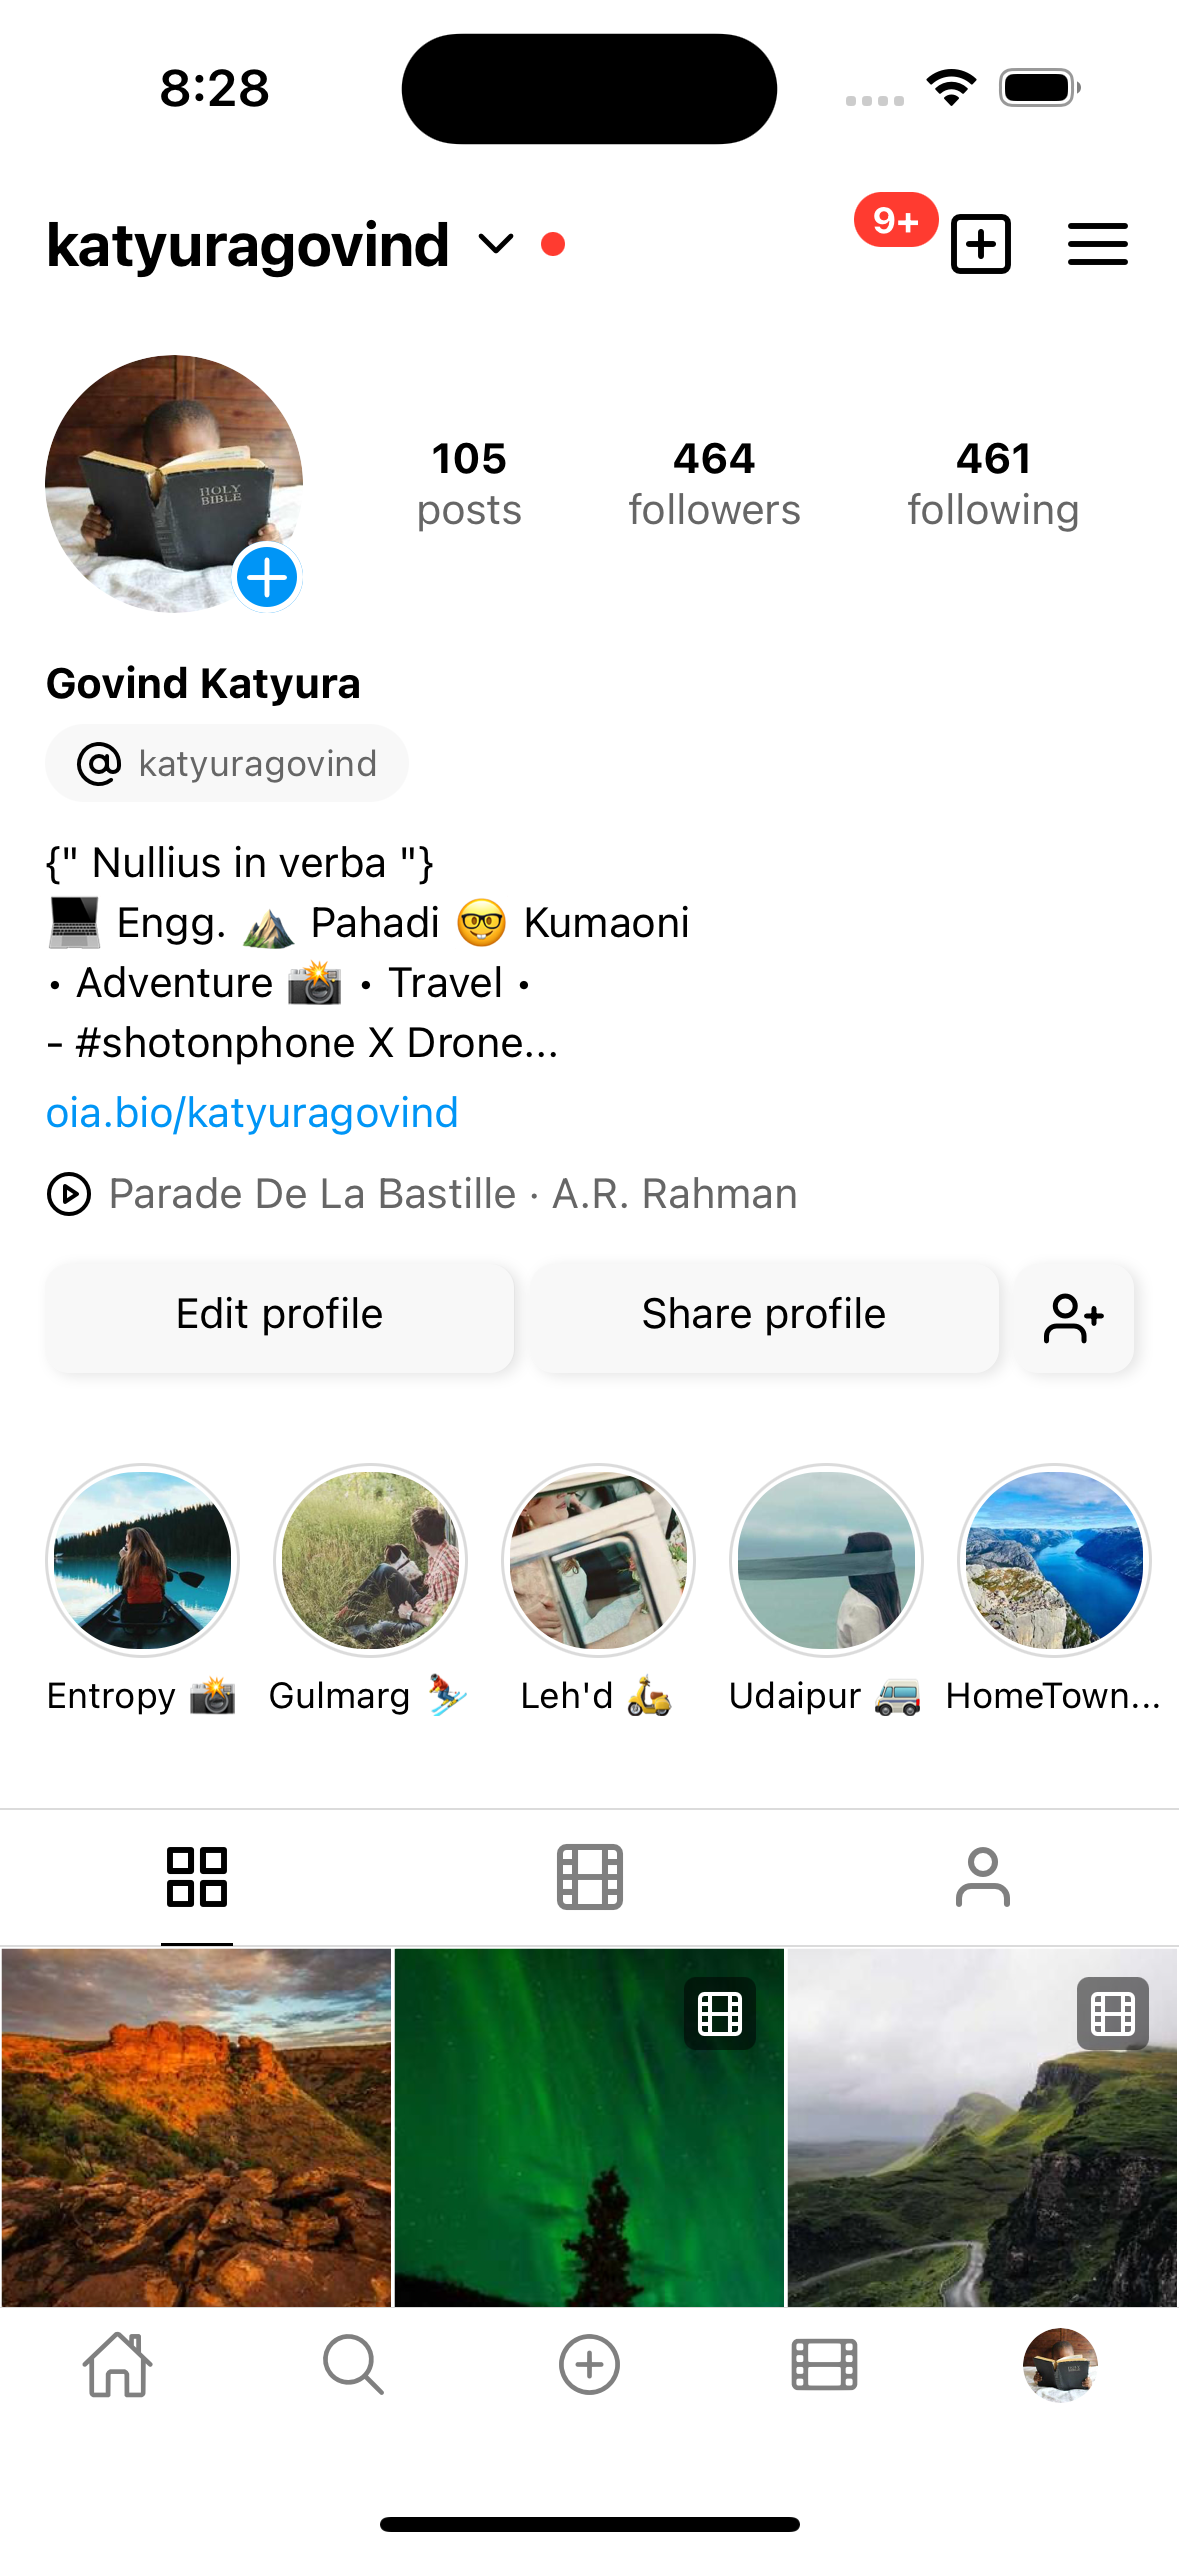 8:28
katyuragovind
9+
HOLY
BIBLE
105 464 461
posts followers following
Govind Katyura
@ katyuragovind
{" Nullius in verba "}
💻 Engg. ⛰️ Pahadi 🤓 Kumaoni
• Adventure 📸 • Travel •
- #shotonphone X Drone...
oia.bio/katyuragovind
Parade De La Bastille · A.R. Rahman
Edit profile Share profile
Entropy 📸 Gulmarg ⛷️ Leh'd 🛵 Udaipur 🚐 HomeTown...